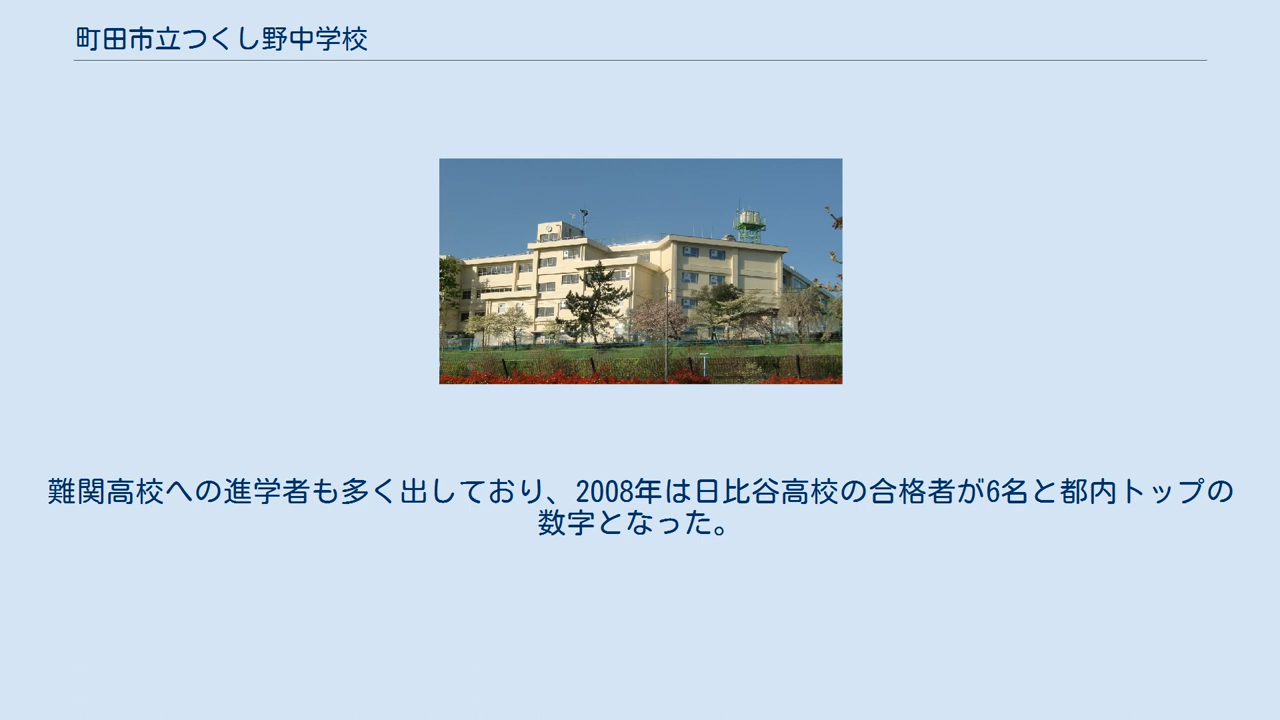 町田市立つくし野中学校
難関高校への進学者も多く出しており、2008年は日比谷高校の合格者が6名と都内トップの
数字となった。